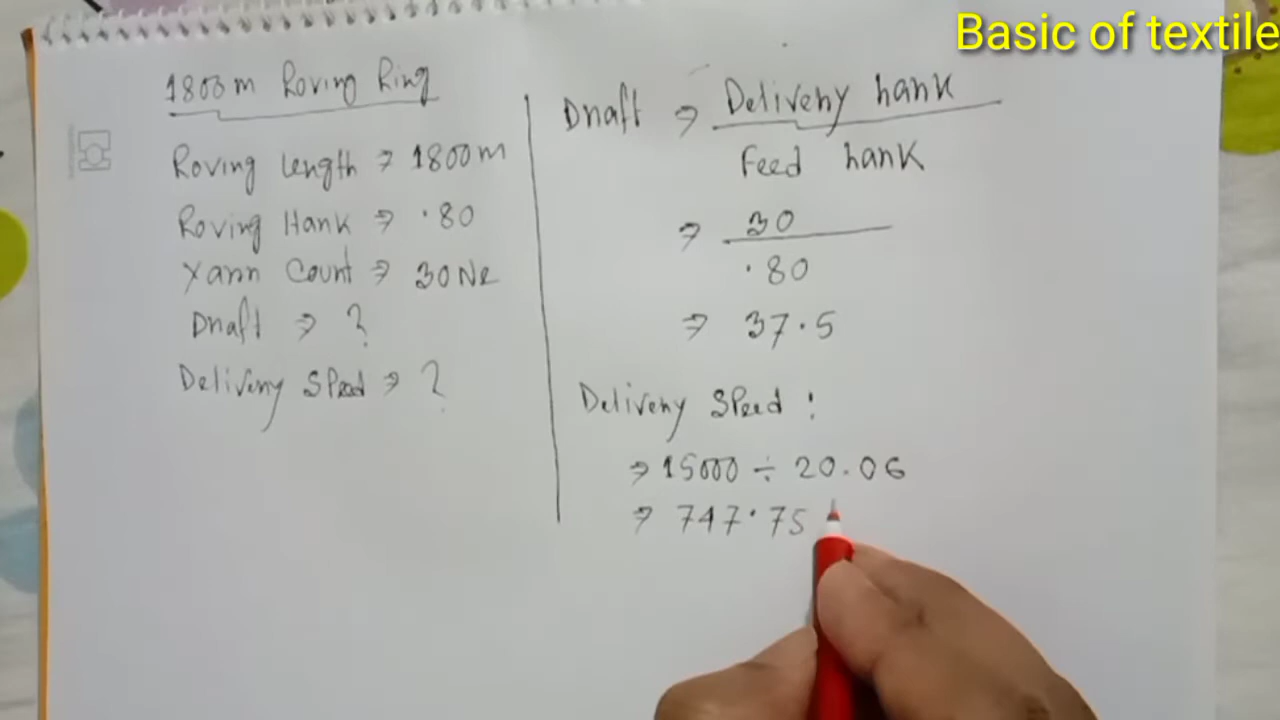 Basic of textile
1800m Roving Ring
Roving Length ⇒ 1800m
Roving Hank ⇒ .80
Yarn Count ⇒ 30Ne
Draft ⇒ ?
Delivery Speed ⇒ ?
Draft ⇒ Delivery hank
Feed hank
⇒ 30
.80
⇒ 37.5
Delivery Speed :
⇒ 15000 ÷ 20.06
⇒ 747.75